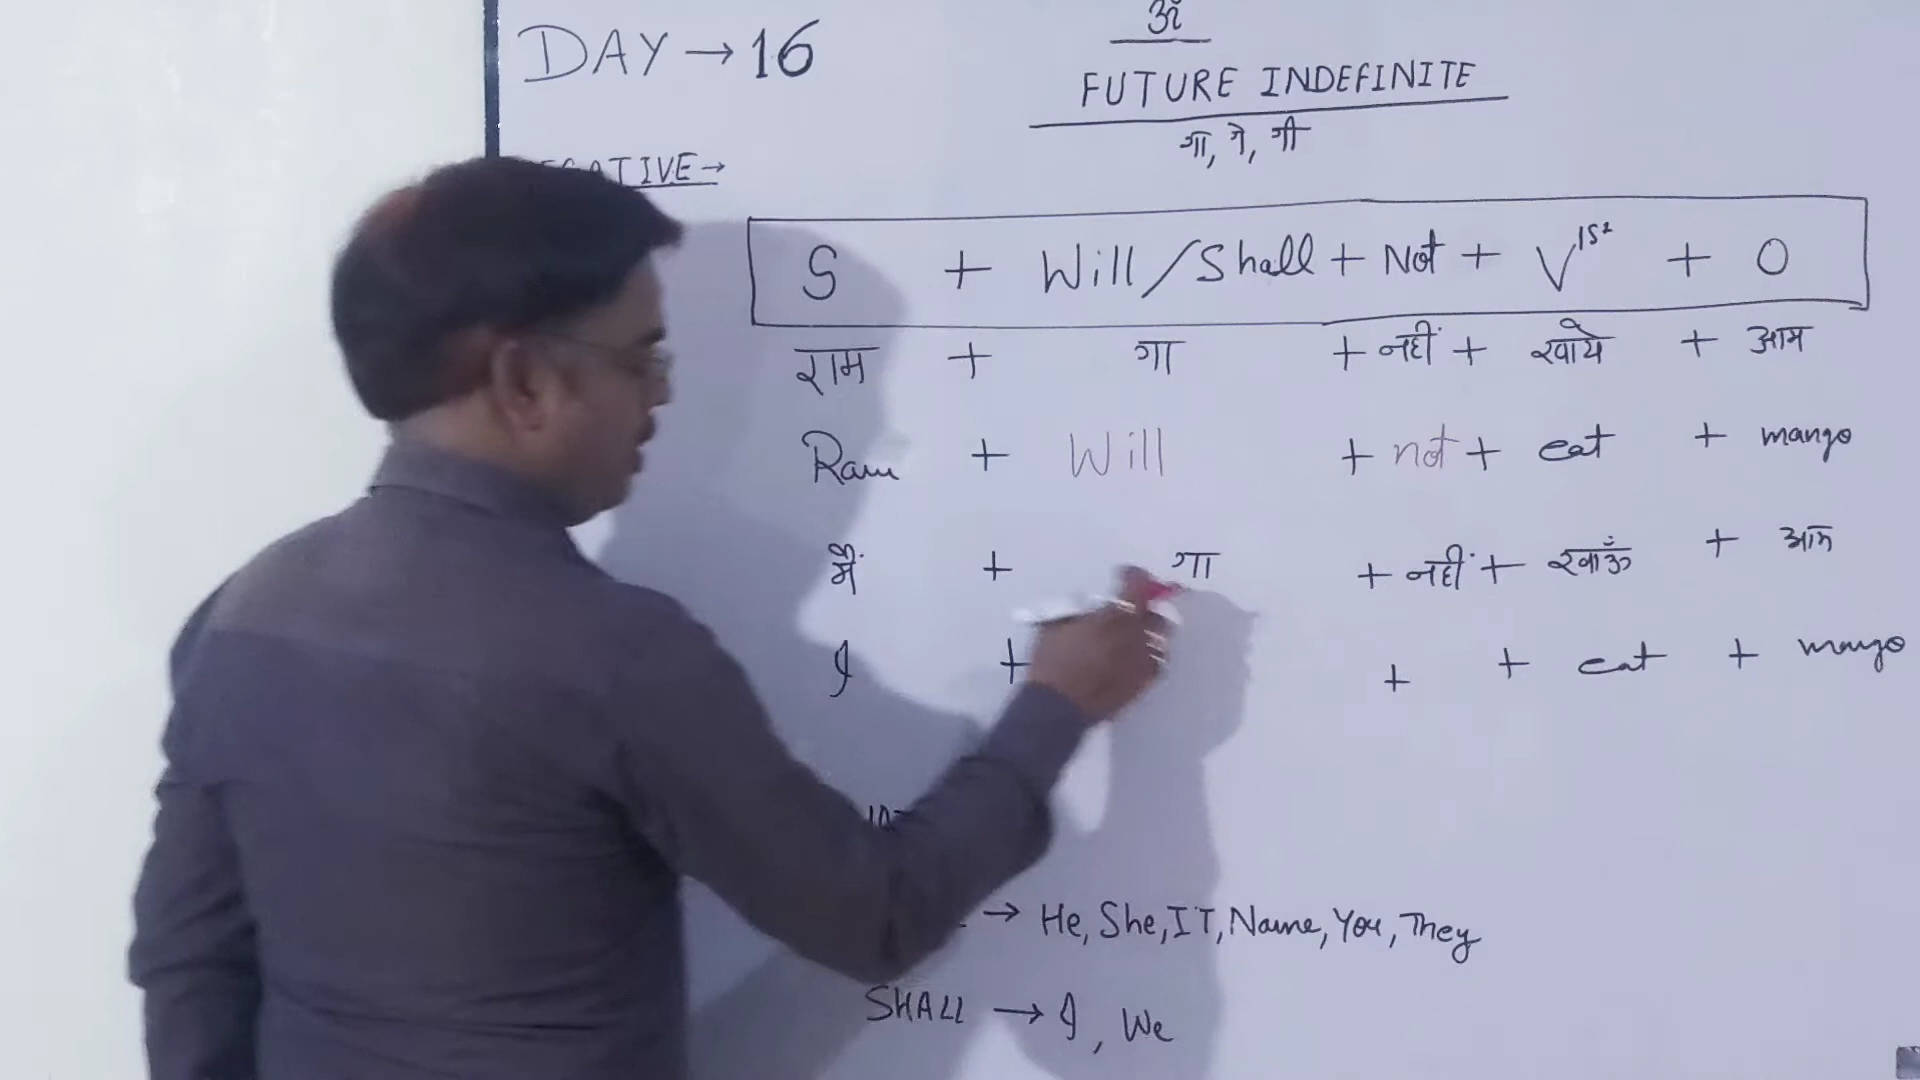 ॐ
DAY → 16
FUTURE INDEFINITE
गा, गे, गी
S + Will/Shall + Not + V1st + O
राम + गा + नहीं + खाये + आम
Ram + Will + not + eat + mango
मैं + गा + नहीं + खाऊँ + आम
I + + + eat + mango
→ He, She, IT, Name, You, They
SHALL → I, We